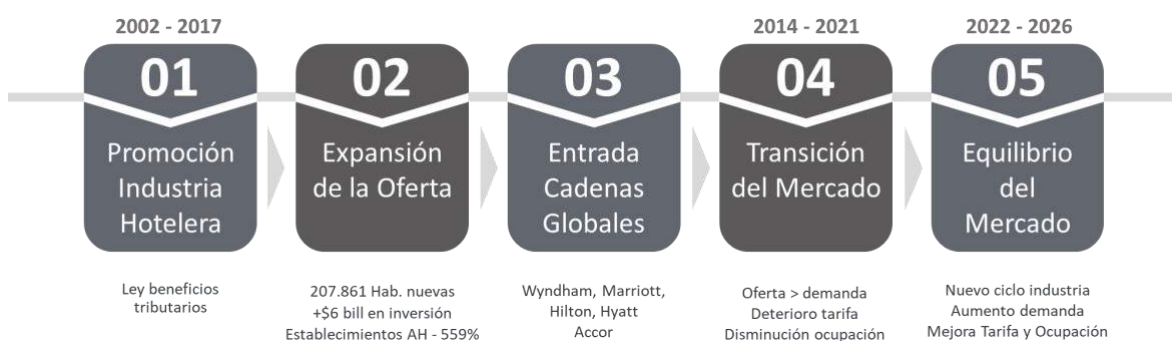 2002 - 2017
01
Promoción
Industria
Hotelera
Ley beneficios
tributarios
02
Expansión
de la Oferta
207.861 Hab. nuevas
+$6 bill en inversión
Establecimientos AH - 559%
03
Entrada
Cadenas
Globales
Wyndham, Marriott,
Hilton, Hyatt
Accor
2014 - 2021
04
Transición
del Mercado
Oferta > demanda
Deterioro tarifa
Disminución ocupación
2022 - 2026
05
Equilibrio
del
Mercado
Nuevo ciclo industria
Aumento demanda
Mejora Tarifa y Ocupación